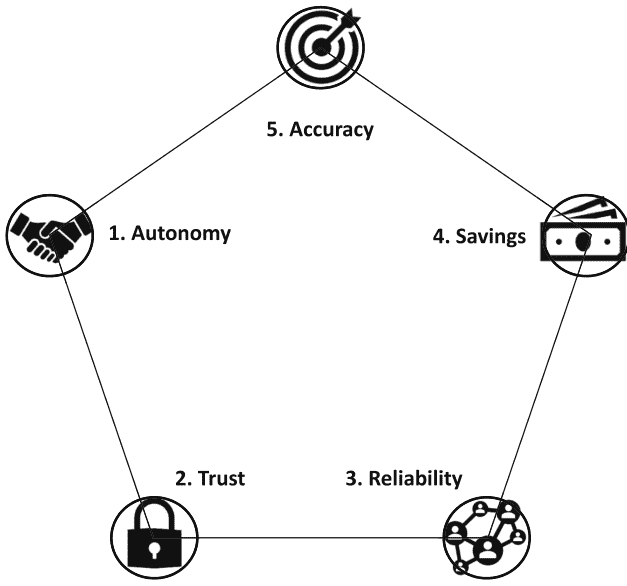 5. Accuracy
1. Autonomy
4. Savings
2. Trust
3. Reliability